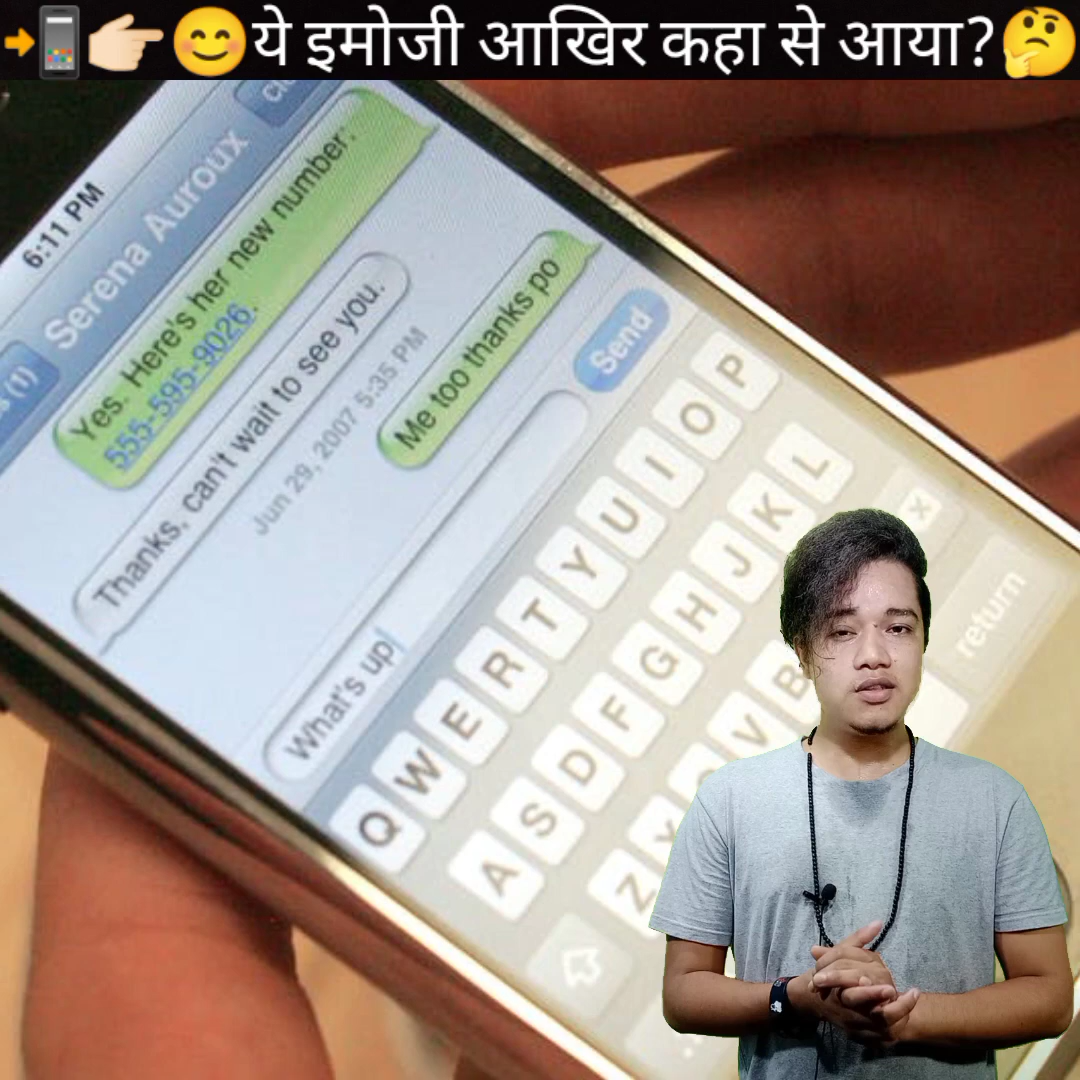 ➡📱👉🏻😊ये इमोजी आखिर कहा से आया?🤔
6:11 PM
Serena Auroux
(1)
Yes. Here's her new number.
555-595-9026.
Thanks, can't wait to see you.
Jun 29, 2007 5:35 PM
Me too thanks po
What's up
Send
Q W E R T Y U I O P
A S D F G H J K L
Z X C V B
return